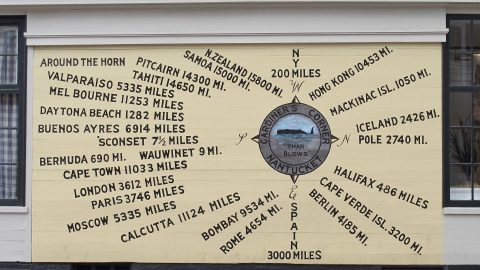 AROUND THE HORN
VALPARAISO 5335 MILES
MELBOURNE 11253 MILES
DAYTONA BEACH 1282 MILES
BUENOS AYRES 6914 MILES
'SCONSET 7½ MILES
WAUWINET 9 MI.
BERMUDA 690 MI.
CAPE TOWN 11033 MILES
LONDON 3612 MILES
PARIS 3746 MILES
MOSCOW 5335 MILES
CALCUTTA 11124 MILES
PITCAIRN 14300 MI.
TAHITI 14650 MI.
SAMOA 15000 MI.
N. ZEALAND 15800 MI.
NY
200 MILES
W
S
N
E
GARDINER'S CORNER
"THAR BLOWS"
NANTUCKET
HONG KONG 10453 MI.
MACKINAC ISL. 1050 MI.
ICELAND 2426 MI.
POLE 2740 MI.
HALIFAX 486 MILES
CAPE VERDE ISL. 3200 MI.
BERLIN 4185 MI.
SPAIN
3000 MILES
BOMBAY 9534 MI.
ROME 4654 MI.